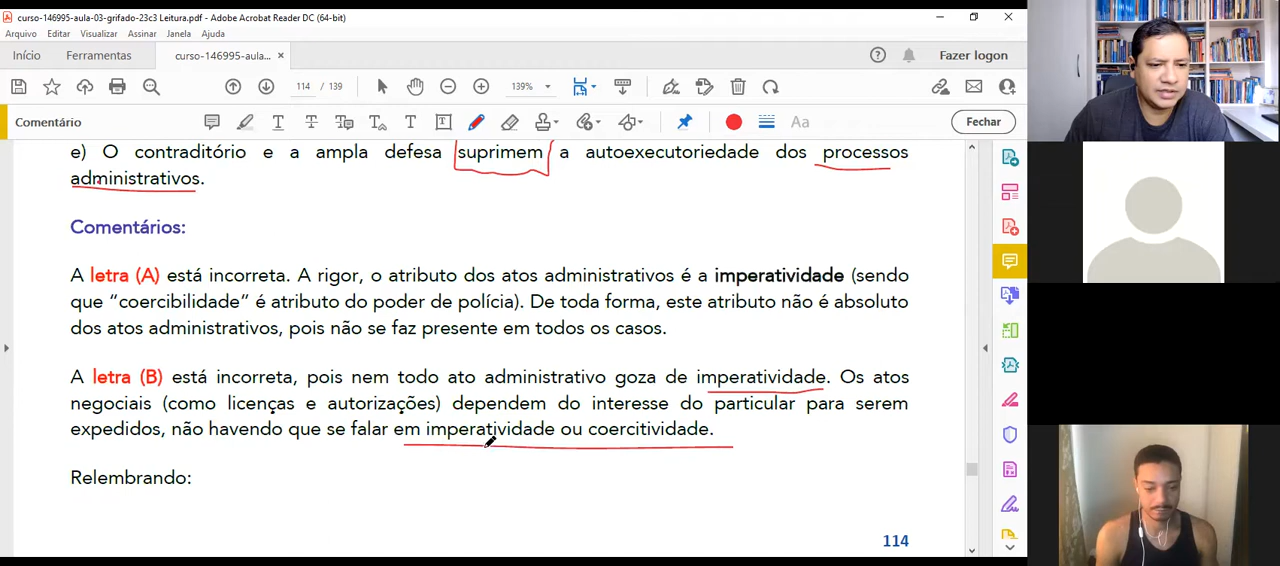 curso-146995-aula-03-grifado-23c3 Leitura.pdf - Adobe Acrobat Reader DC (64-bit)
Arquivo Editar Visualizar Assinar Janela Ajuda
Início Ferramentas curso-146995-aula-... × Fazer logon
114 / 139 139%
Comentário Aa Fechar
e) O contraditório e a ampla defesa suprimem a autoexecutoriedade dos processos
administrativos.
Comentários:
A letra (A) está incorreta. A rigor, o atributo dos atos administrativos é a imperatividade (sendo
que “coercibilidade” é atributo do poder de polícia). De toda forma, este atributo não é absoluto
dos atos administrativos, pois não se faz presente em todos os casos.
A letra (B) está incorreta, pois nem todo ato administrativo goza de imperatividade. Os atos
negociais (como licenças e autorizações) dependem do interesse do particular para serem
expedidos, não havendo que se falar em imperatividade ou coercitividade.
Relembrando:
114